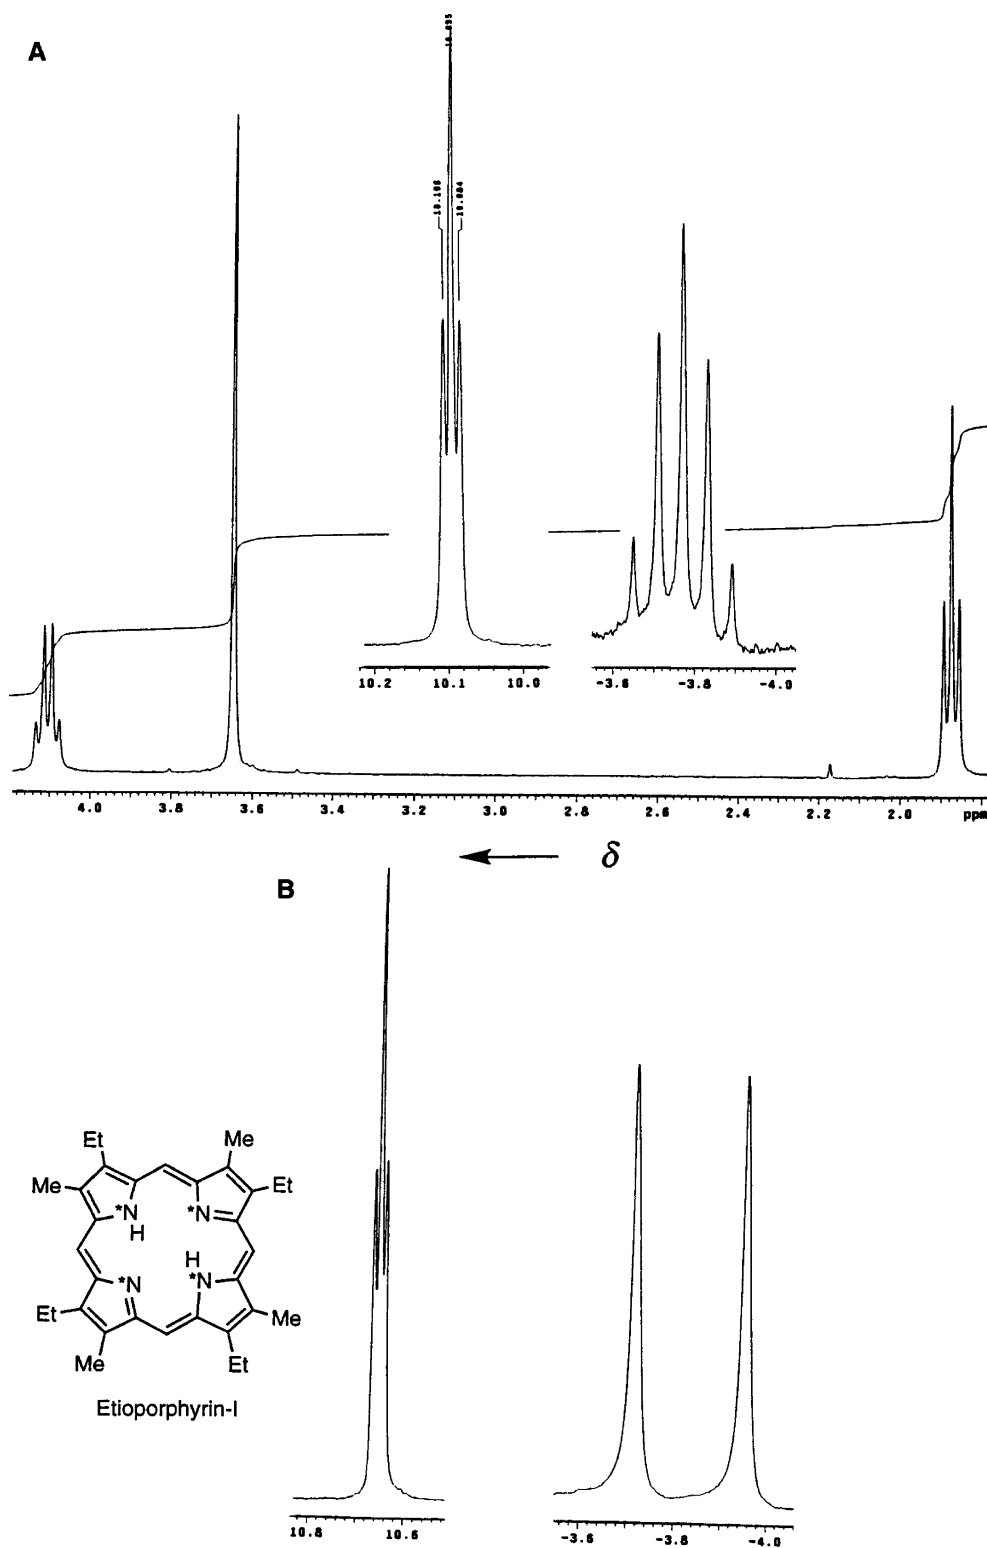 A
10.095
10.106
10.084
10.2 10.1 10.0
-3.6 -3.8 -4.0
4.0 3.8 3.6 3.4 3.2 3.0 2.8 2.6 2.4 2.2 2.0 ppm
δ
B
Et Me
Me Et
*N *N
H
H
*N *N
Et Me
Me Et
Etioporphyrin-I
10.8 10.6
-3.6 -3.8 -4.0